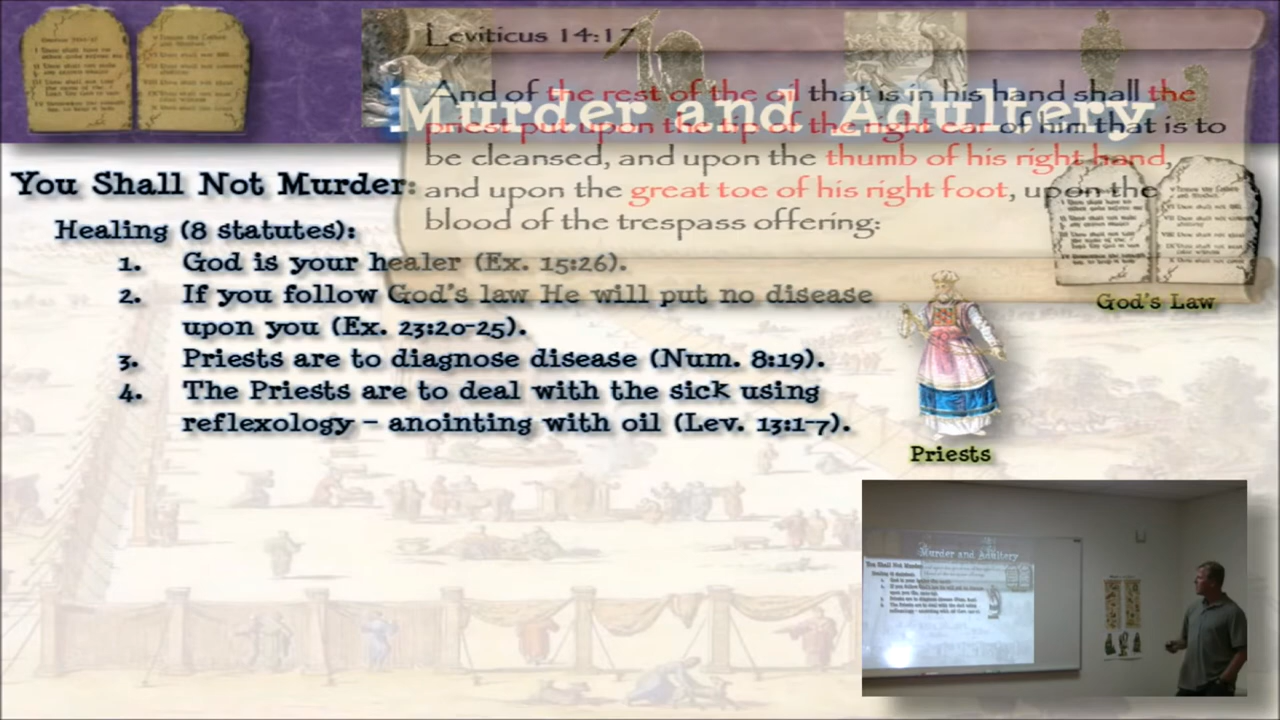 Leviticus 14:17
And of the rest of the oil that is in his hand shall the
Murder and Adultery
priest put upon the tip of the right ear of him that is to
be cleansed, and upon the thumb of his right hand,
and upon the great toe of his right foot, upon the
blood of the trespass offering:
You Shall Not Murder:
Healing (8 statutes):
1. God is your healer (Ex. 15:26).
2. If you follow God's law He will put no disease
upon you (Ex. 23:20-25).
3. Priests are to diagnose disease (Num. 8:19).
4. The Priests are to deal with the sick using
reflexology – anointing with oil (Lev. 13:1-7).
God's Law
Priests
Murder and Adultery
You Shall Not Murder